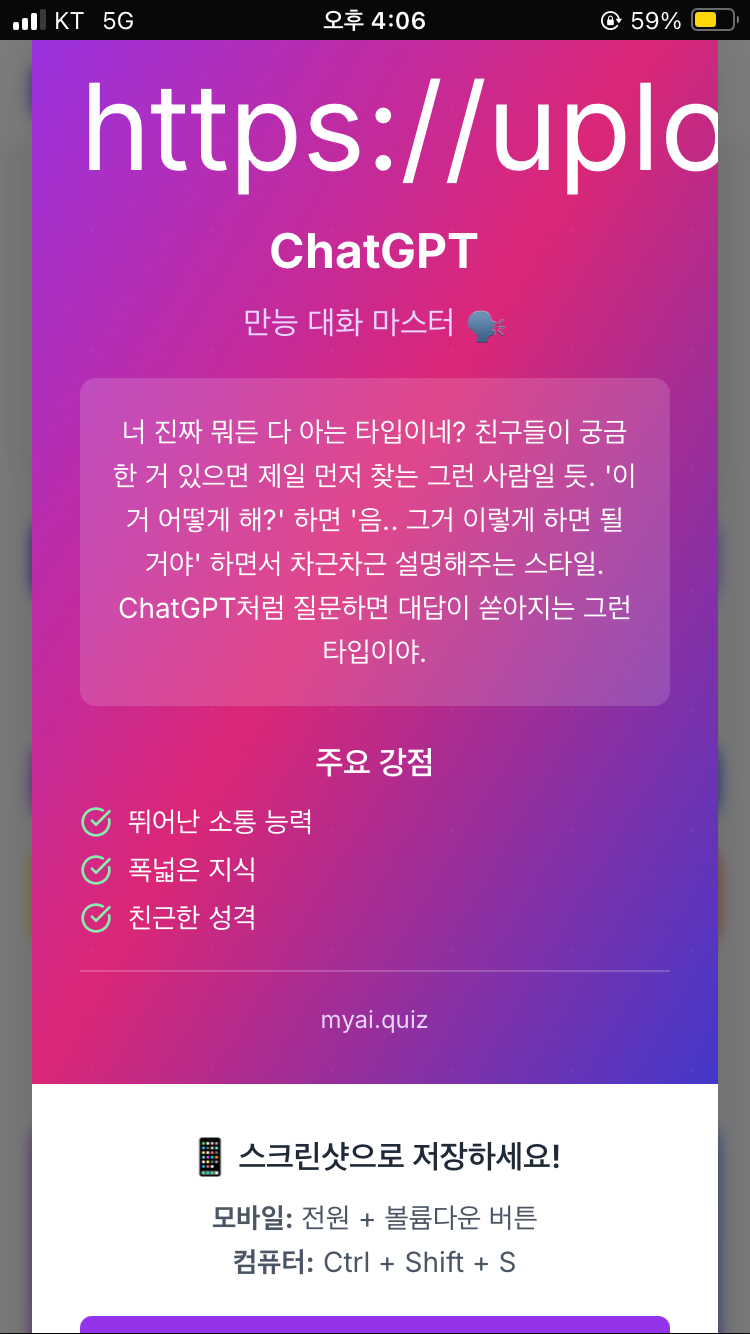 KT 5G 오후 4:06 59%
https://uplo
ChatGPT
만능 대화 마스터 🗣️
너 진짜 뭐든 다 아는 타입이네? 친구들이 궁금
한 거 있으면 제일 먼저 찾는 그런 사람일 듯. '이
거 어떻게 해?' 하면 '음.. 그거 이렇게 하면 될
거야' 하면서 차근차근 설명해주는 스타일.
ChatGPT처럼 질문하면 대답이 쏟아지는 그런
타입이야.
주요 강점
뛰어난 소통 능력
폭넓은 지식
친근한 성격
myai.quiz
📱 스크린샷으로 저장하세요!
모바일: 전원 + 볼륨다운 버튼
컴퓨터: Ctrl + Shift + S